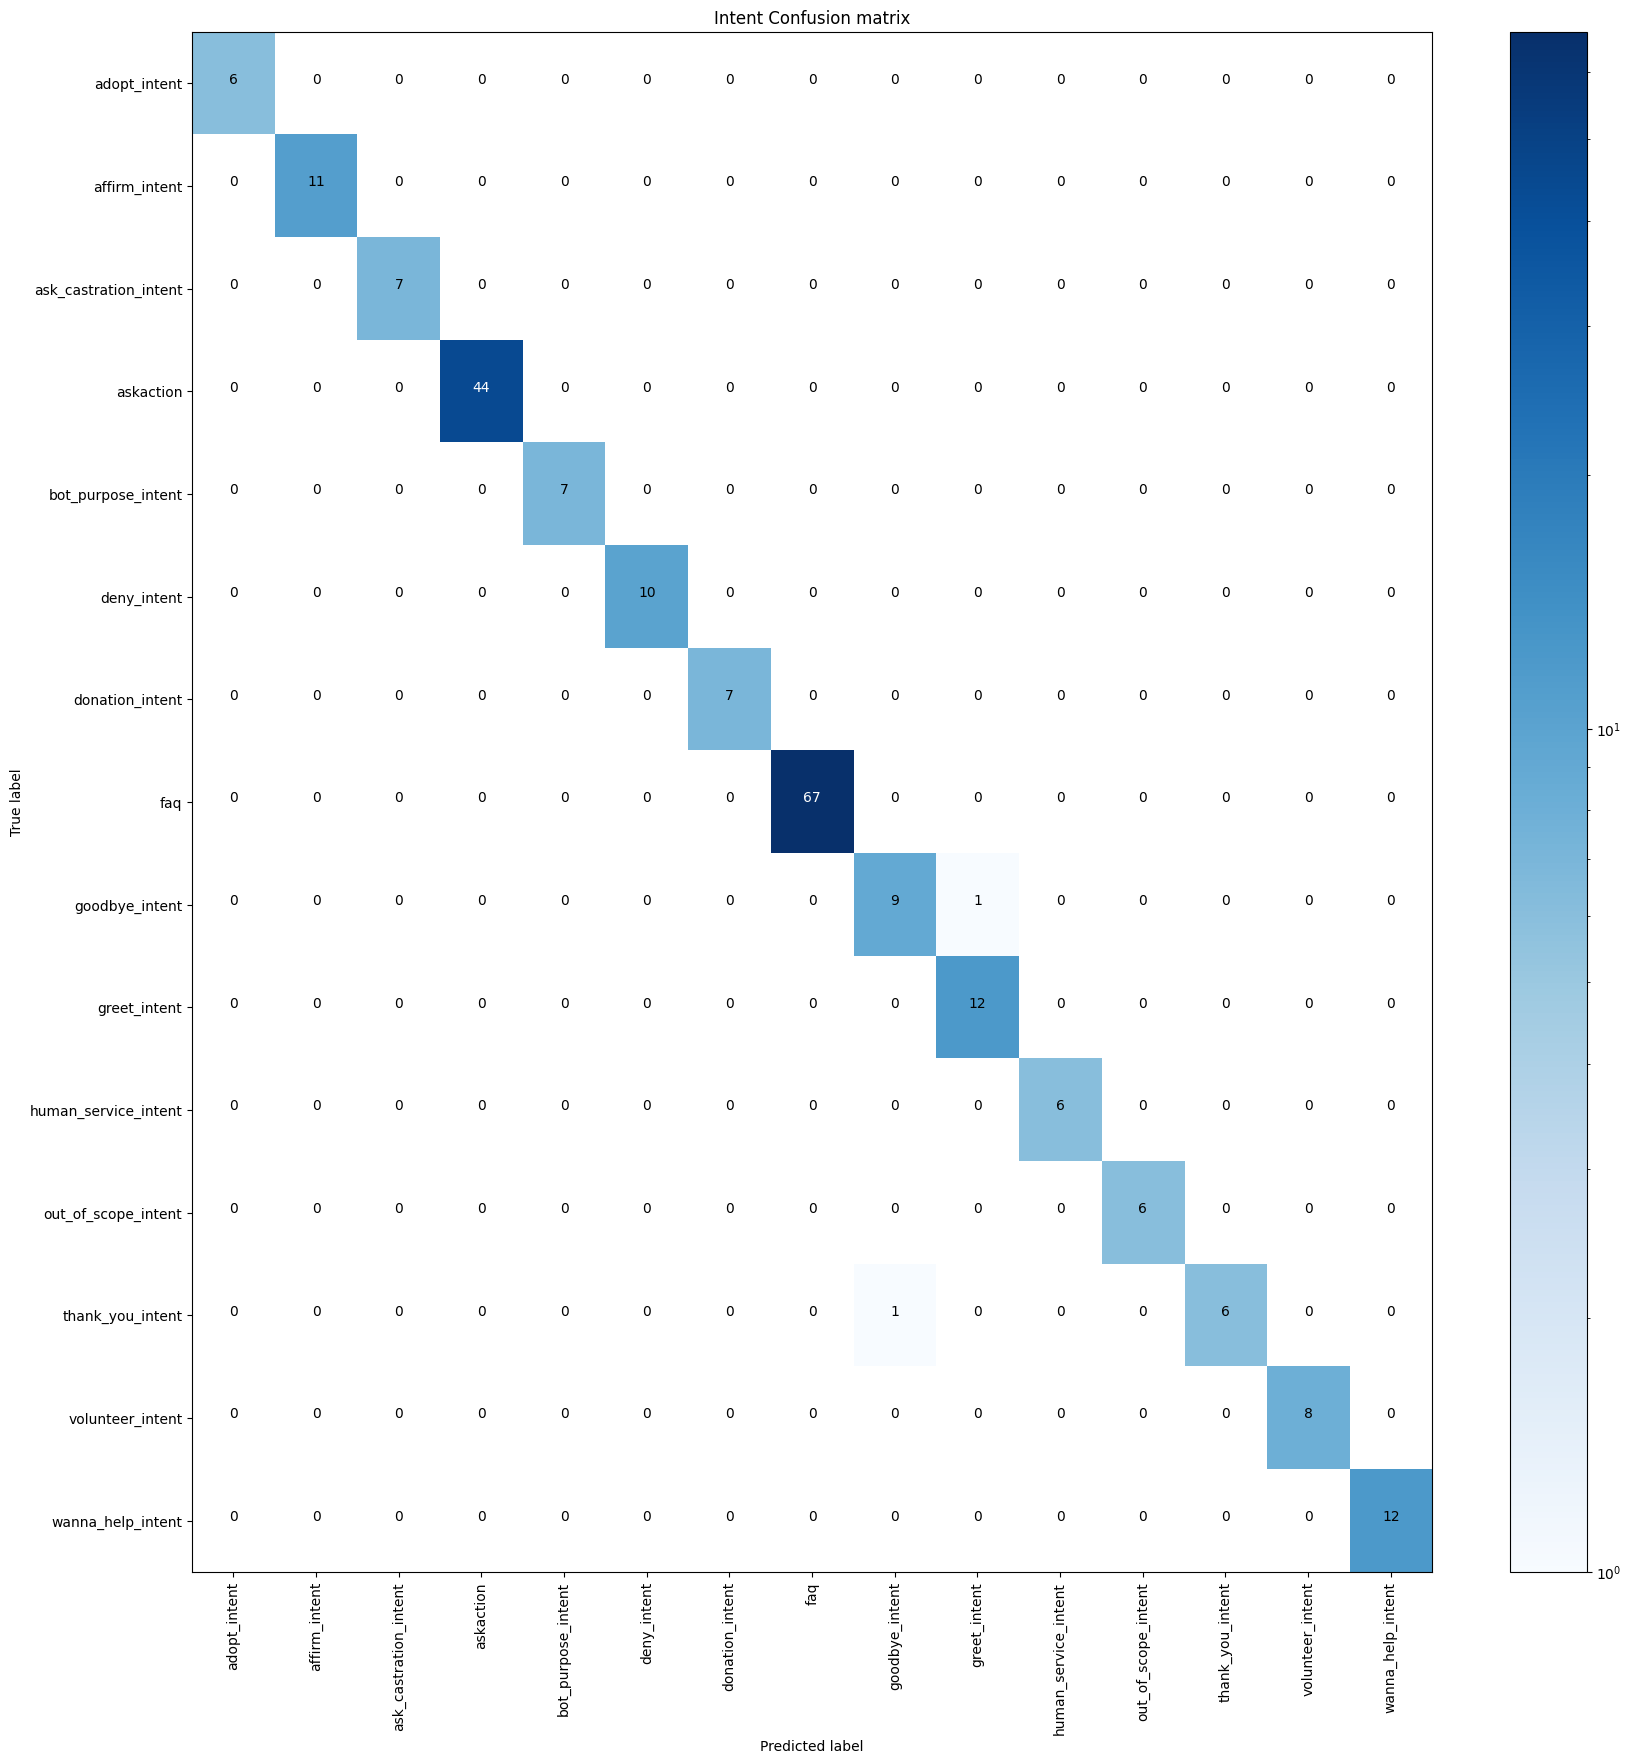 Intent Confusion matrix
adopt_intent 6 0 0 0 0 0 0 0 0 0 0 0 0 0 0
affirm_intent 0 11 0 0 0 0 0 0 0 0 0 0 0 0 0
ask_castration_intent 0 0 7 0 0 0 0 0 0 0 0 0 0 0 0
askaction 0 0 0 44 0 0 0 0 0 0 0 0 0 0 0
bot_purpose_intent 0 0 0 0 7 0 0 0 0 0 0 0 0 0 0
deny_intent 0 0 0 0 0 10 0 0 0 0 0 0 0 0 0
donation_intent 0 0 0 0 0 0 7 0 0 0 0 0 0 0 0
faq 0 0 0 0 0 0 0 67 0 0 0 0 0 0 0
goodbye_intent 0 0 0 0 0 0 0 0 9 1 0 0 0 0 0
greet_intent 0 0 0 0 0 0 0 0 0 12 0 0 0 0 0
human_service_intent 0 0 0 0 0 0 0 0 0 0 6 0 0 0 0
out_of_scope_intent 0 0 0 0 0 0 0 0 0 0 0 6 0 0 0
thank_you_intent 0 0 0 0 0 0 0 0 1 0 0 0 6 0 0
volunteer_intent 0 0 0 0 0 0 0 0 0 0 0 0 0 8 0
wanna_help_intent 0 0 0 0 0 0 0 0 0 0 0 0 0 0 12
True label
adopt_intent
affirm_intent
ask_castration_intent
askaction
bot_purpose_intent
deny_intent
donation_intent
faq
goodbye_intent
greet_intent
human_service_intent
out_of_scope_intent
thank_you_intent
volunteer_intent
wanna_help_intent
Predicted label
10¹
10⁰